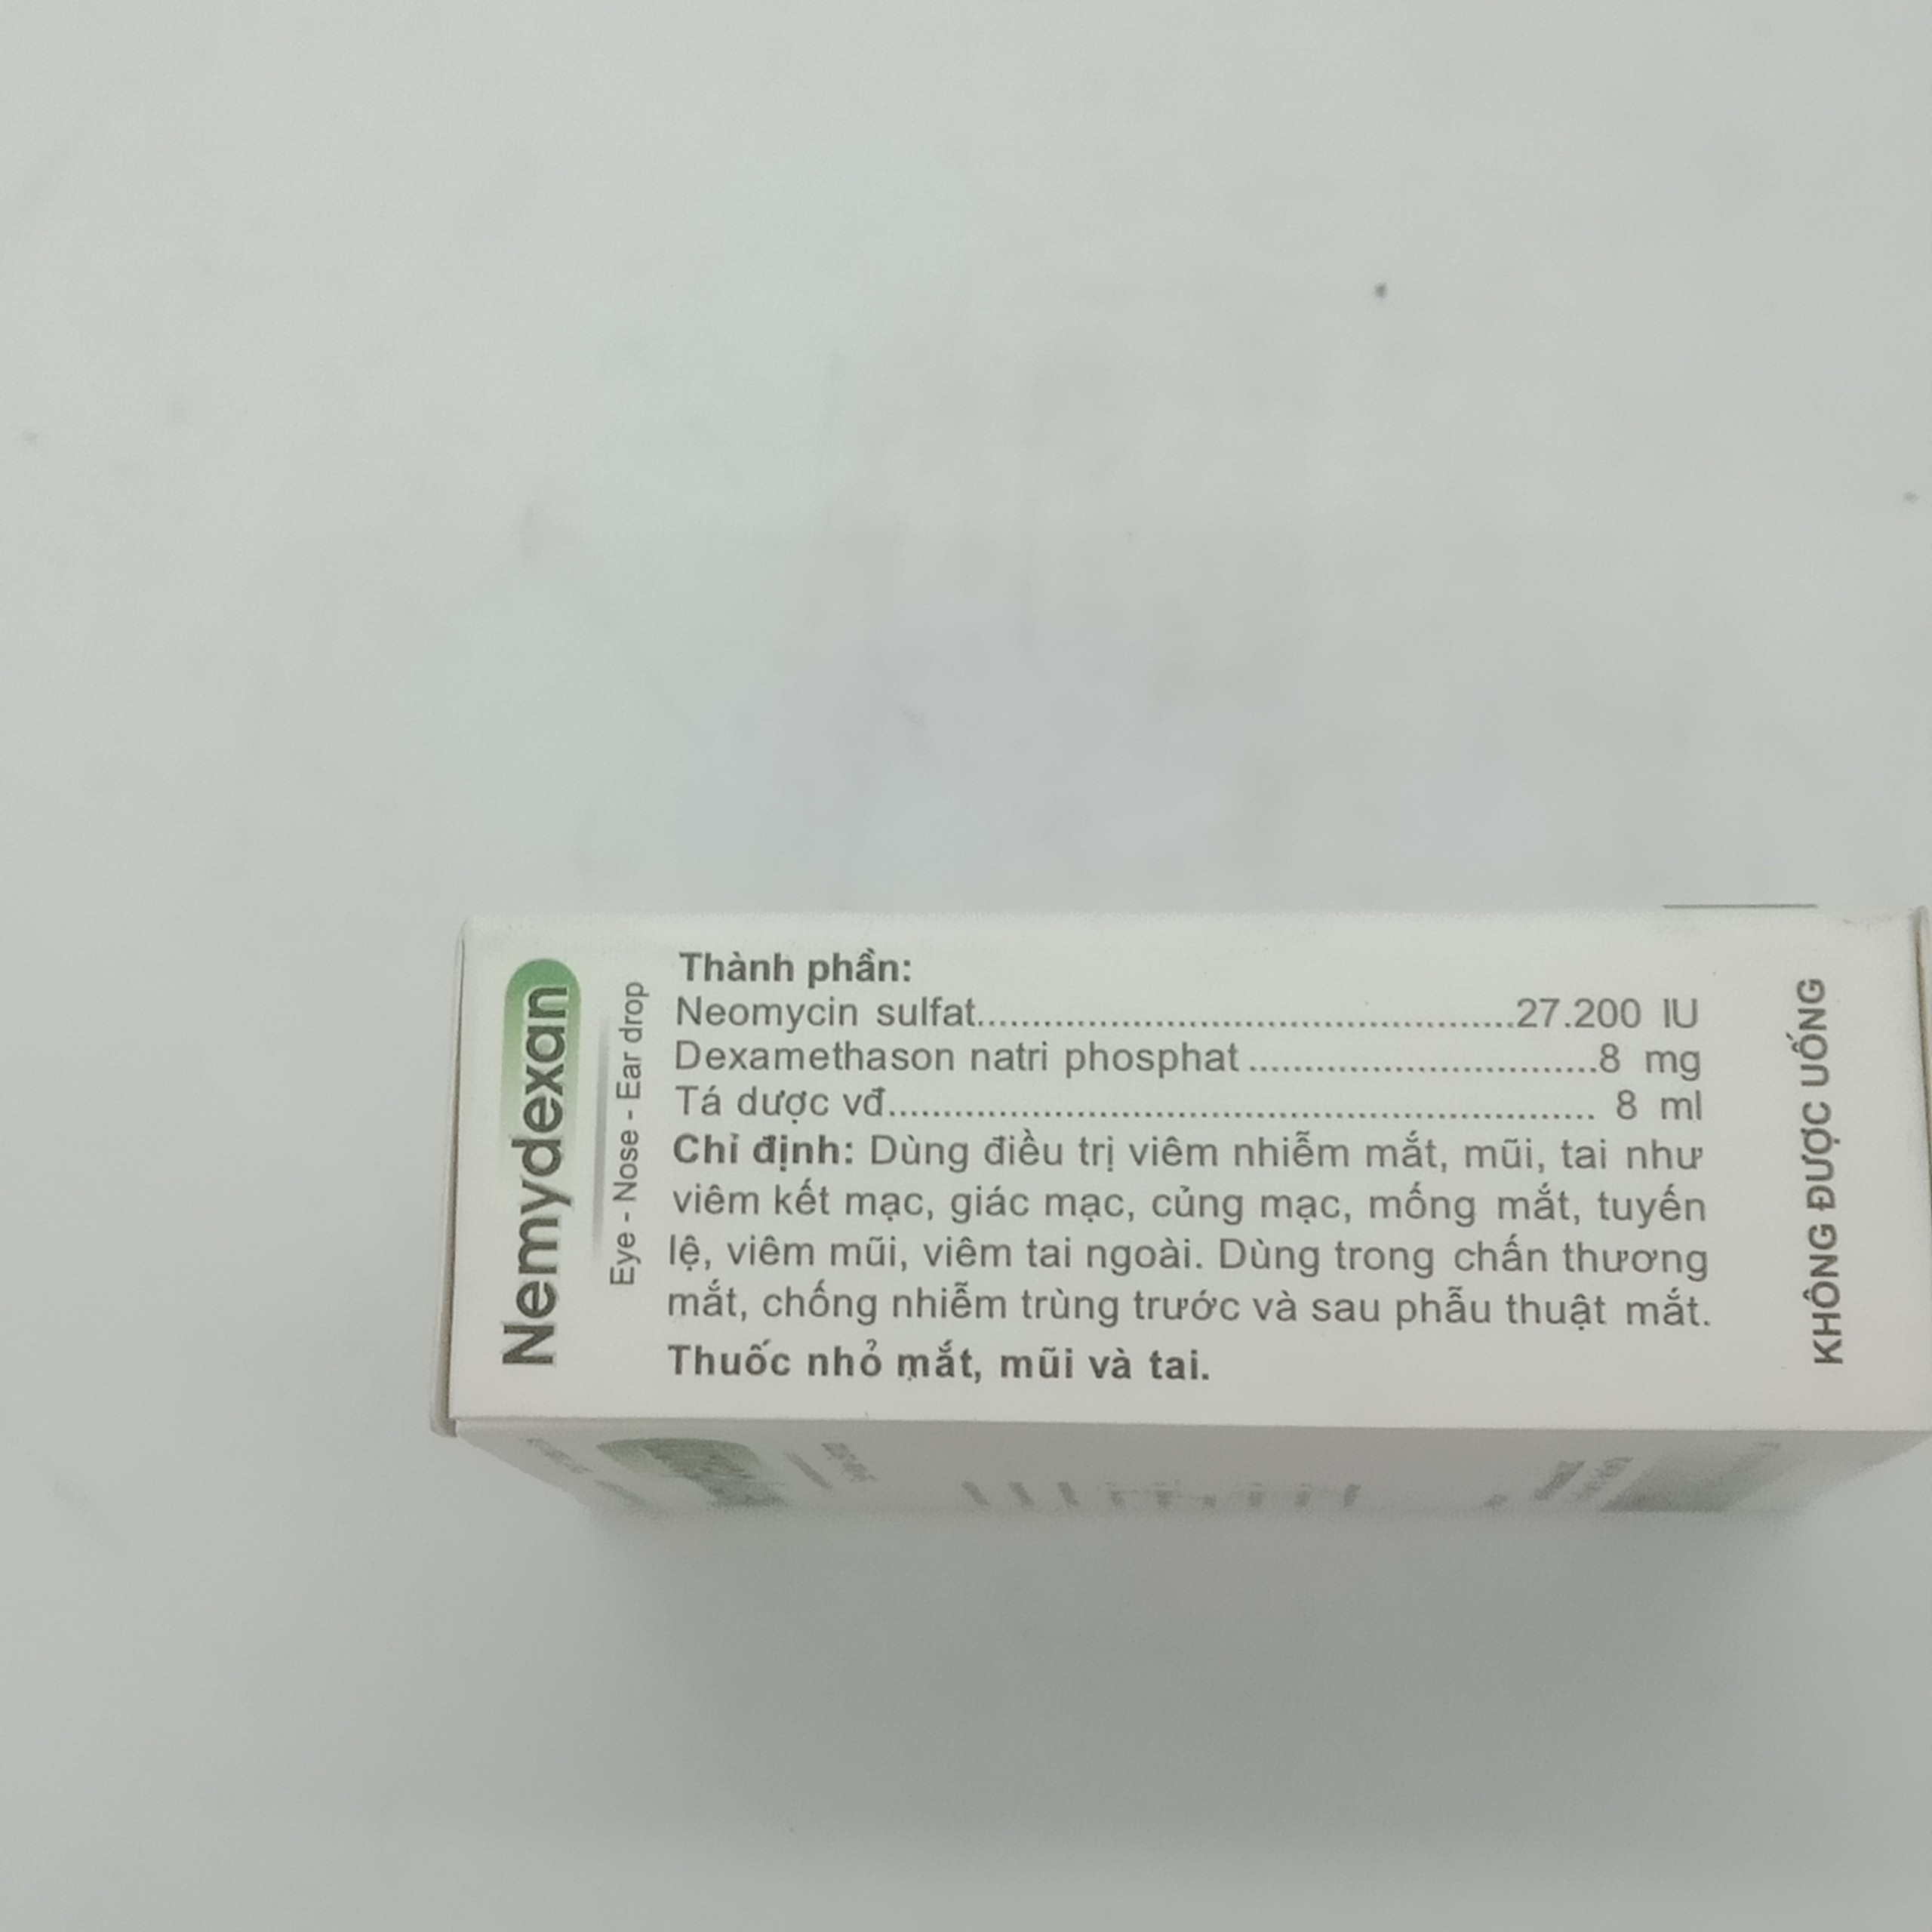 Nemydexan
Eye - Nose - Ear drop
Thành phần:
Neomycin sulfat.................................................27.200 IU
Dexamethason natri phosphat................................8 mg
Tá dược vđ................................................................ 8 ml
Chỉ định: Dùng điều trị viêm nhiễm mắt, mũi, tai như
viêm kết mạc, giác mạc, củng mạc, mống mắt, tuyến
lệ, viêm mũi, viêm tai ngoài. Dùng trong chấn thương
mắt, chống nhiễm trùng trước và sau phẫu thuật mắt.
Thuốc nhỏ mắt, mũi và tai.
KHÔNG ĐƯỢC UỐNG